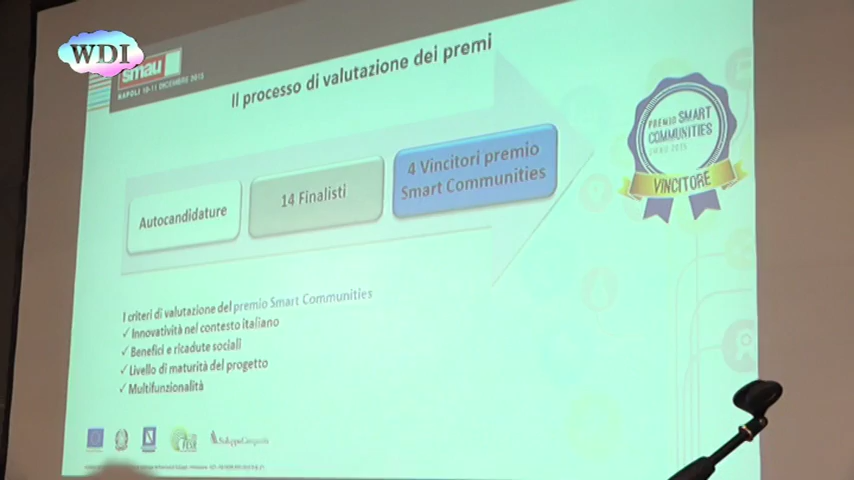 WDI
smau
NAPOLI 10-11 DICEMBRE 2015
Il processo di valutazione dei premi
Autocandidature
14 Finalisti
4 Vincitori premio
Smart Communities
PREMIO SMART
COMMUNITIES
2015
VINCITORE
I criteri di valutazione del premio Smart Communities
✓ Innovatività nel contesto italiano
✓ Benefici e ricadute sociali
✓ Livello di maturità del progetto
✓ Multifunzionalità
SviluppoCampania